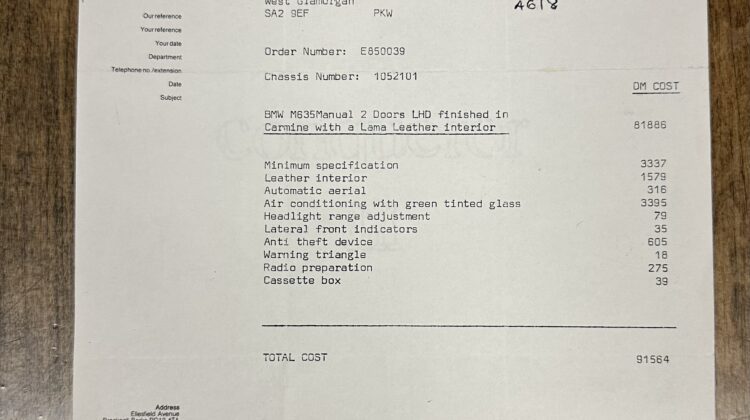 West Glamorgan
A618
SA2 9EF PKW
Our reference
Your reference
Your date
Order Number: E850039
Department
Telephone no./extension
Chassis Number: 1052101
Date
DM COST
Subject
BMW M635Manual 2 Doors LHD finished in
Carmine with a Lama Leather interior 81886
Minimum specification 3337
Leather interior 1579
Automatic aerial 316
Air conditioning with green tinted glass 3395
Headlight range adjustment 79
Lateral front indicators 35
Anti theft device 605
Warning triangle 18
Radio preparation 275
Cassette box 39
TOTAL COST 91564
Address
Ellesfield Avenue